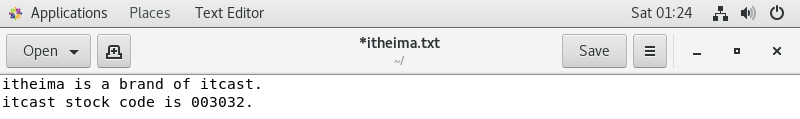 Applications Places Text Editor Sat 01:24
Open *itheima.txt Save
~/
itheima is a brand of itcast.
itcast stock code is 003032.